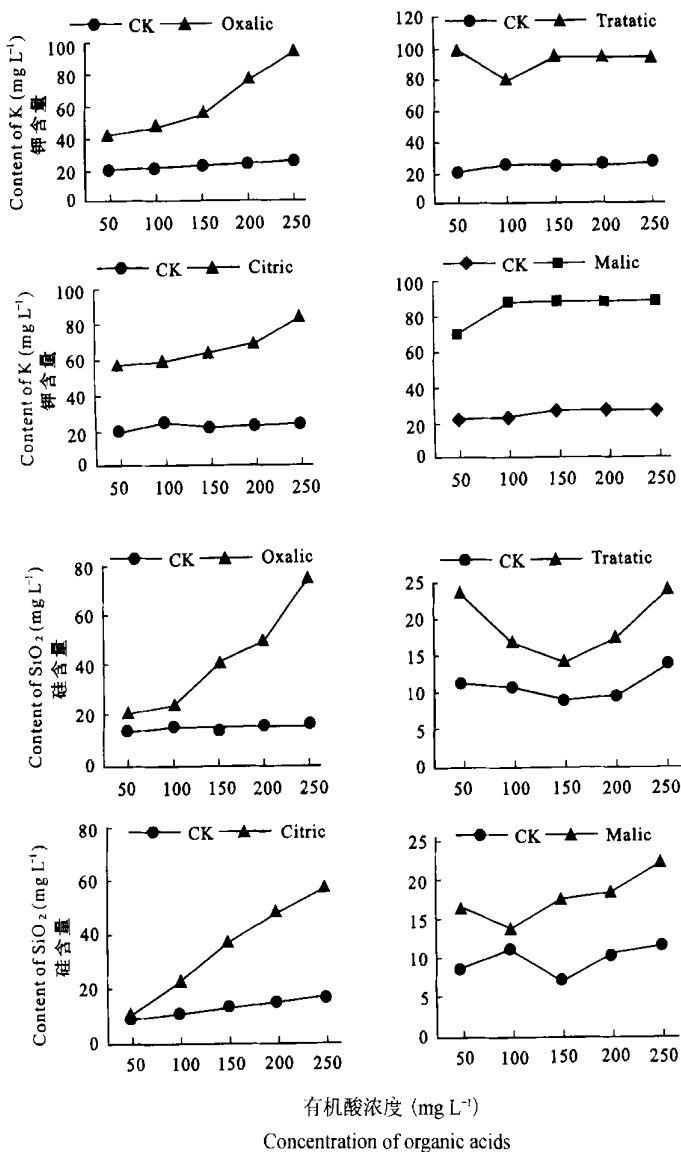 CK Oxalic
Content of K (mg L⁻¹)
钾含量
100
80
60
40
20
0
50 100 150 200 250
CK Tratatic
120
100
80
60
40
20
0
50 100 150 200 250
CK Citric
Content of K (mg L⁻¹)
钾含量
100
80
60
40
20
0
50 100 150 200 250
CK Malic
100
80
60
40
20
0
50 100 150 200 250
CK Oxalic
Content of SiO₂ (mg L⁻¹)
硅含量
80
60
40
20
0
50 100 150 200 250
CK Tratatic
25
20
15
10
5
0
50 100 150 200 250
CK Citric
Content of SiO₂ (mg L⁻¹)
硅含量
80
60
40
20
0
50 100 150 200 250
CK Malic
25
20
15
10
5
0
50 100 150 200 250
有机酸浓度 (mg L⁻¹)
Concentration of organic acids